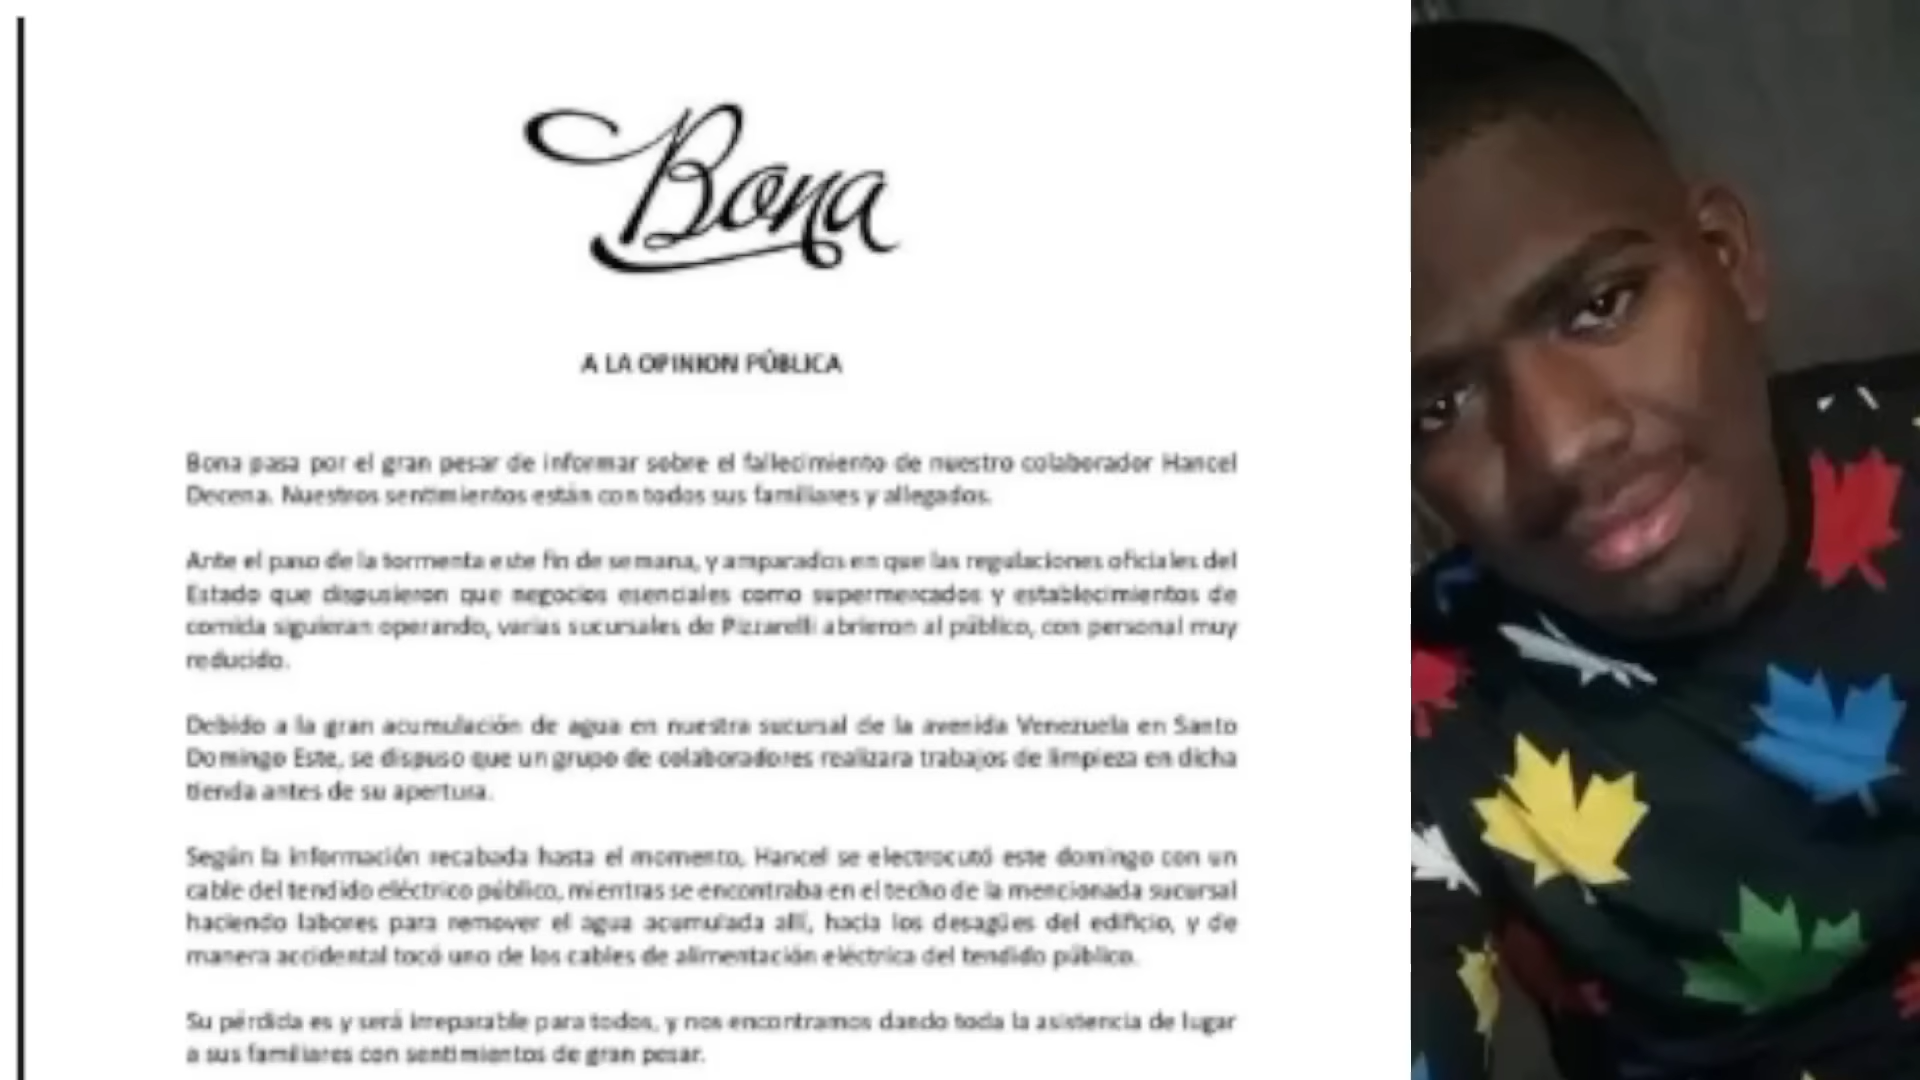 Bona
A LA OPINION PÚBLICA
Bona pasa por el gran pesar de informar sobre el fallecimiento de nuestro colaborador Hancel
Decena. Nuestros sentimientos están con todos sus familiares y allegados.
Ante el paso de la tormenta este fin de semana, y amparados en que las regulaciones oficiales del
Estado que dispusieron que negocios esenciales como supermercados y establecimientos de
comida siguieran operando, varias sucursales de Pizzarelli abrieron al público, con personal muy
reducido.
Debido a la gran acumulación de agua en nuestra sucursal de la avenida Venezuela en Santo
Domingo Este, se dispuso que un grupo de colaboradores realizara trabajos de limpieza en dicha
tienda antes de su apertura.
Según la información recabada hasta el momento, Hancel se electrocutó este domingo con un
cable del tendido eléctrico público, mientras se encontraba en el techo de la mencionada sucursal
haciendo labores para remover el agua acumulada allí, hacia los desagües del edificio, y de
manera accidental tocó uno de los cables de alimentación eléctrica del tendido público.
Su pérdida es y será irreparable para todos, y nos encontramos dando toda la asistencia de lugar
a sus familiares con sentimientos de gran pesar.